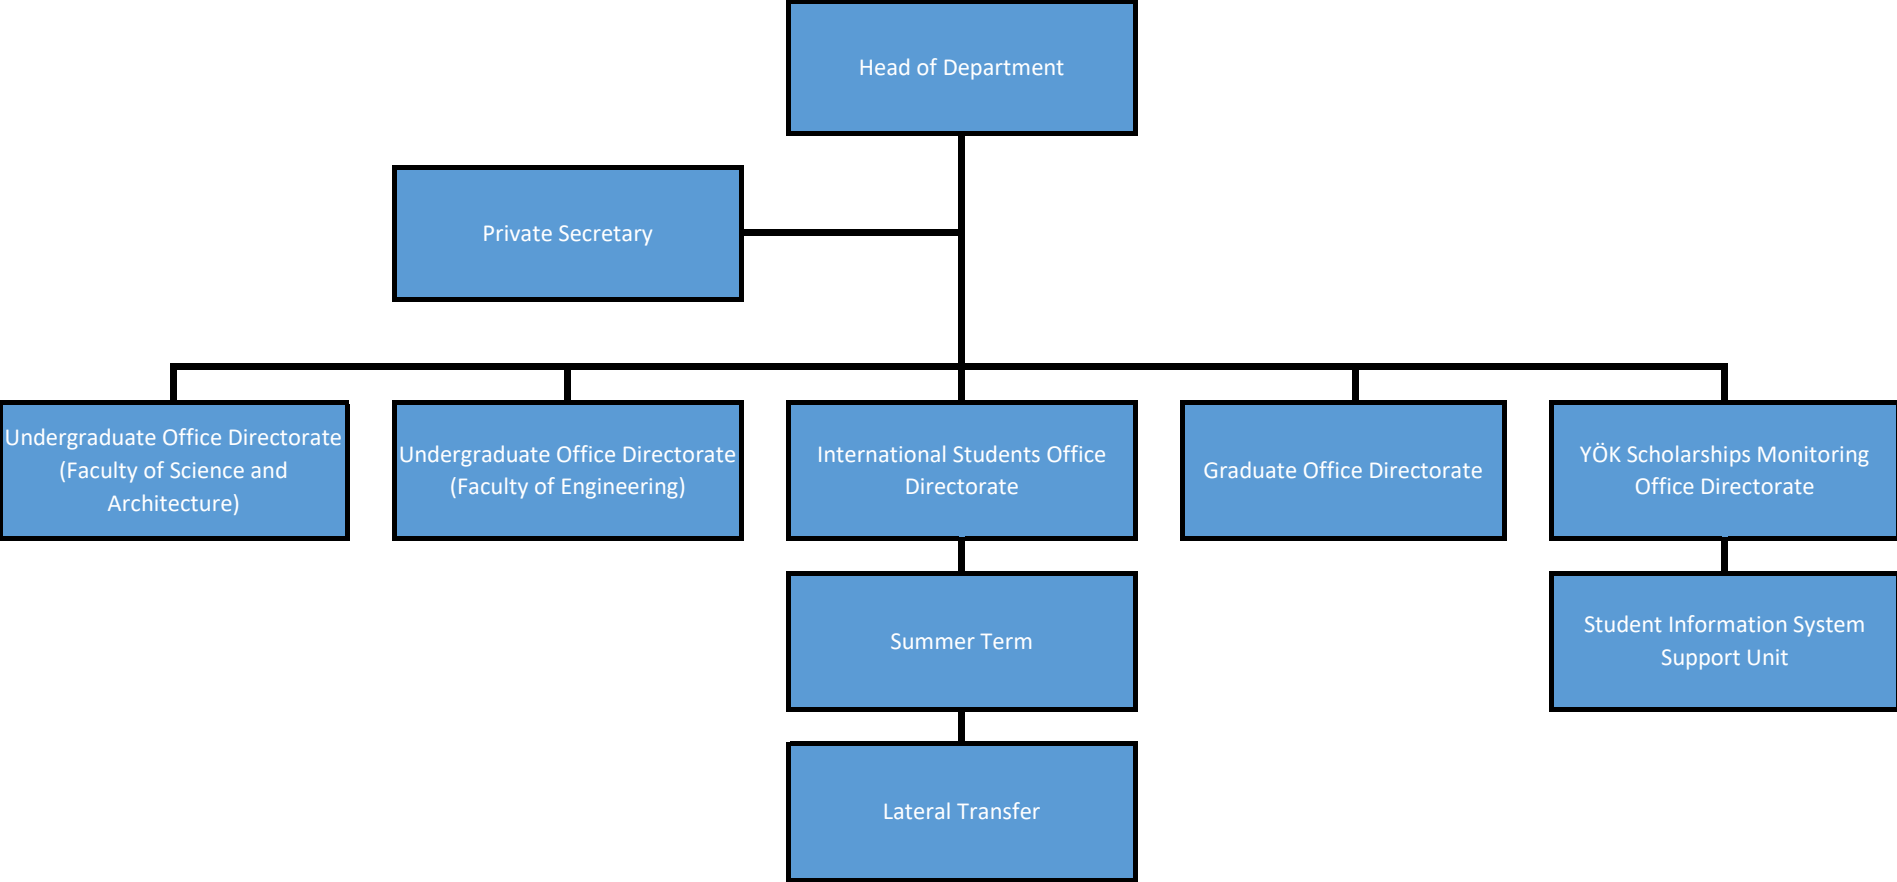 Head of Department
Private Secretary
Undergraduate Office Directorate
(Faculty of Science and
Architecture)
Undergraduate Office Directorate
(Faculty of Engineering)
International Students Office
Directorate
Graduate Office Directorate
YÖK Scholarships Monitoring
Office Directorate
Summer Term
Student Information System
Support Unit
Lateral Transfer